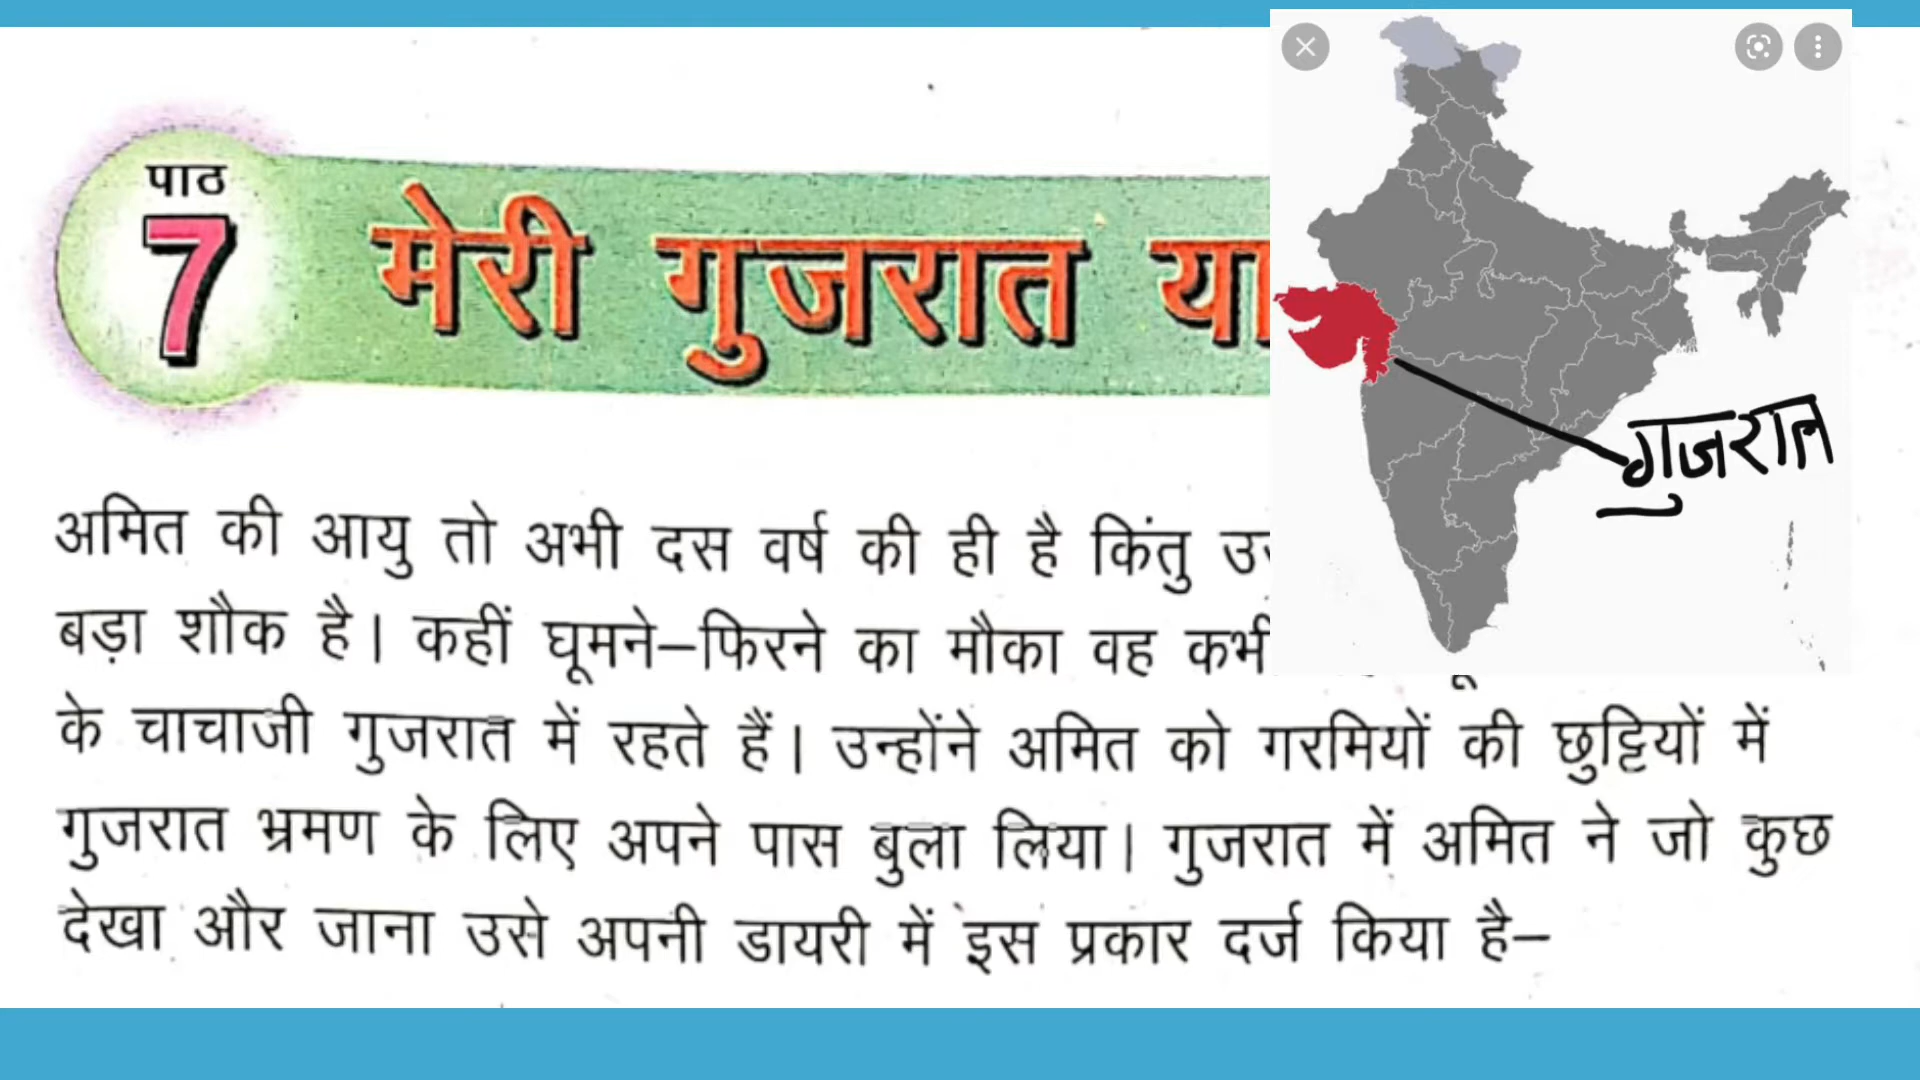 पाठ
7
मेरी गुजरात
गुजरात
अमित की आयु तो अभी दस वर्ष की ही है किंतु
बड़ा शौक है। कहीं घूमने–फिरने का मौका वह
के चाचाजी गुजरात में रहते हैं। उन्होंने अमित को गरमियों की छुट्टियों में
गुजरात भ्रमण के लिए अपने पास बुला लिया। गुजरात में अमित ने जो कुछ
देखा और जाना उसे अपनी डायरी में इस प्रकार दर्ज किया है–